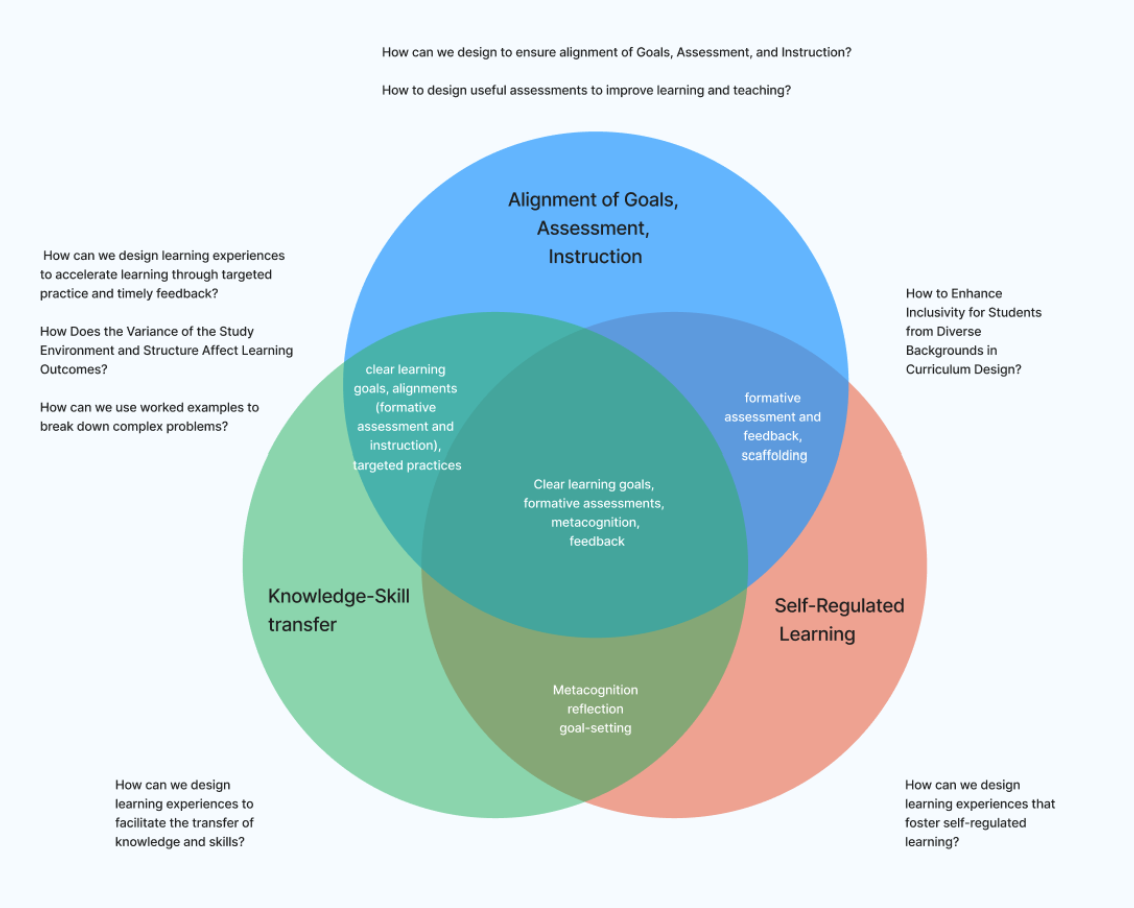 How can we design to ensure alignment of Goals, Assessment, and Instruction?
How to design useful assessments to improve learning and teaching?
Alignment of Goals,
Assessment,
Instruction
How can we design learning experiences
to accelerate learning through targeted
practice and timely feedback?
How Does the Variance of the Study
Environment and Structure Affect Learning
Outcomes?
How can we use worked examples to
break down complex problems?
How to Enhance
Inclusivity for Students
from Diverse
Backgrounds in
Curriculum Design?
clear learning
goals, alignments
(formative
assessment and
instruction),
targeted practices
formative
assessment and
feedback,
scaffolding
Clear learning goals,
formative assessments,
metacognition,
feedback
Knowledge-Skill
transfer
Self-Regulated
Learning
Metacognition
reflection
goal-setting
How can we design
learning experiences to
facilitate the transfer of
knowledge and skills?
How can we design
learning experiences that
foster self-regulated
learning?